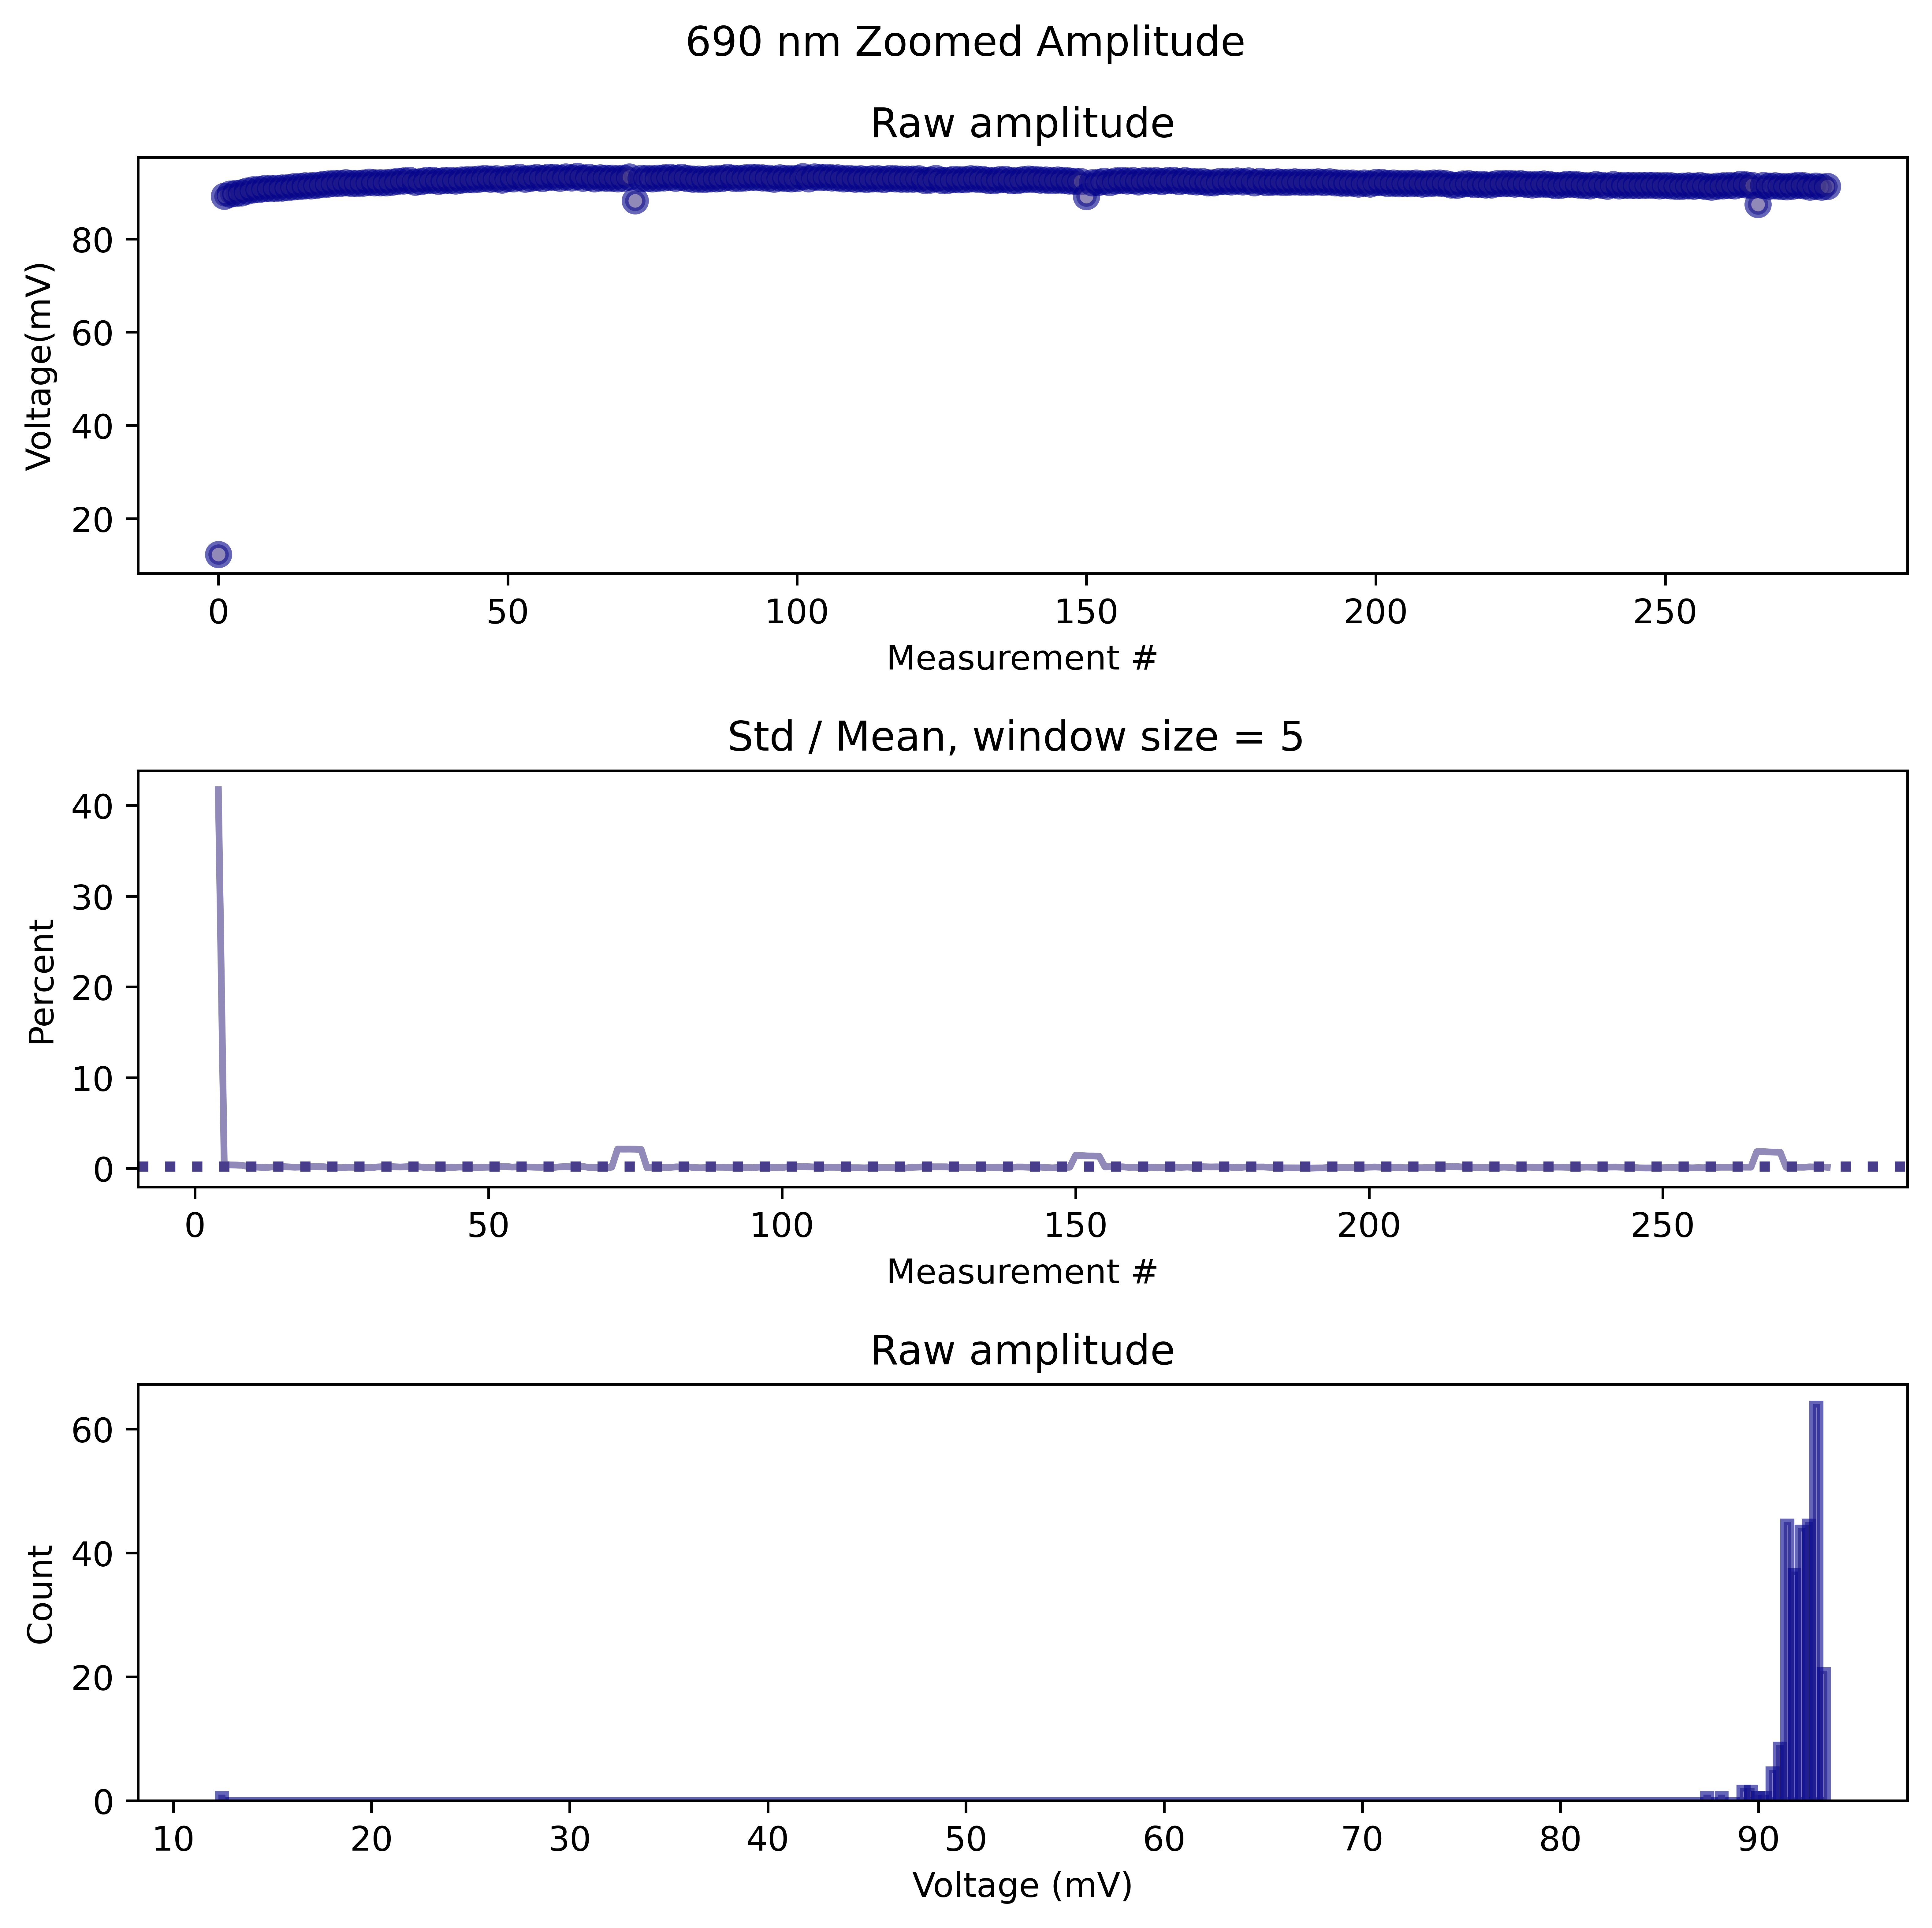 690 nm Zoomed Amplitude
Raw amplitude
Voltage(mV)
80
60
40
20
0 50 100 150 200 250
Measurement #
Std / Mean, window size = 5
Percent
40
30
20
10
0
0 50 100 150 200 250
Measurement #
Raw amplitude
Count
60
40
20
0
10 20 30 40 50 60 70 80 90
Voltage (mV)